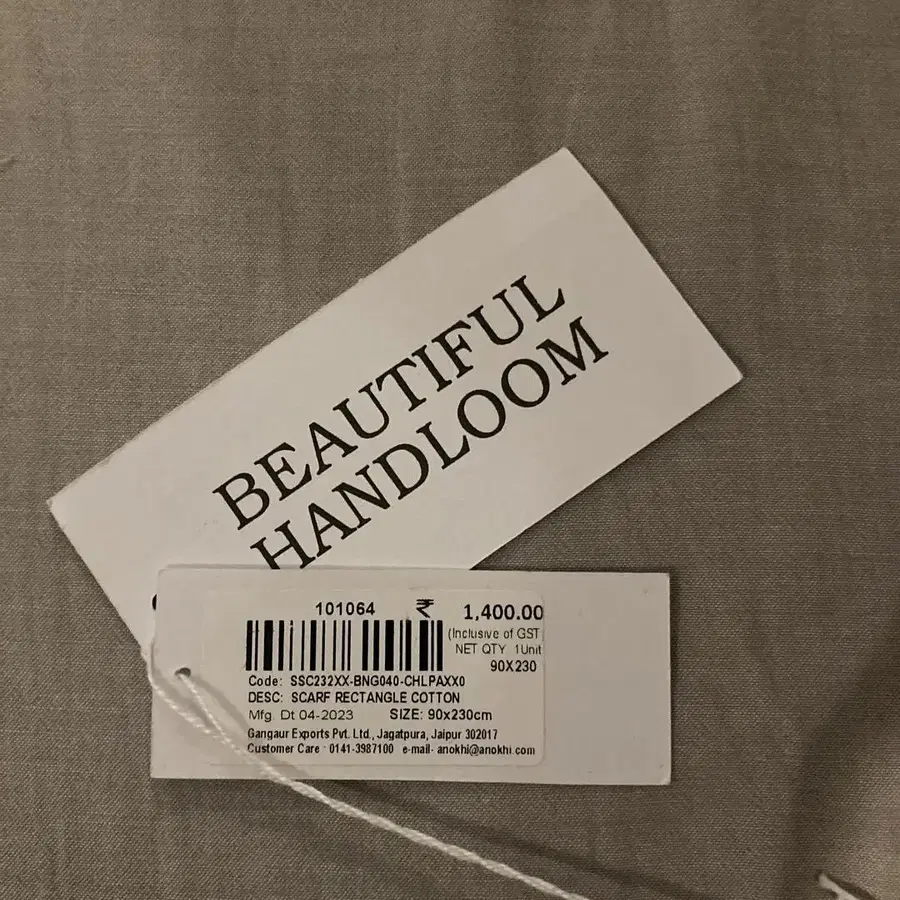 BEAUTIFUL
HANDLOOM
101064 ₹ 1,400.00
(Inclusive of GST
NET QTY 1Unit
90X230
Code: SSC232XX-BNG040-CHLPAXX0
DESC: SCARF RECTANGLE COTTON
Mfg. Dt 04-2023 SIZE: 90x230cm
Gangaur Exports Pvt. Ltd., Jagatpura, Jaipur 302017
Customer Care : 0141-3987100 e-mail- anokhi@anokhi.com